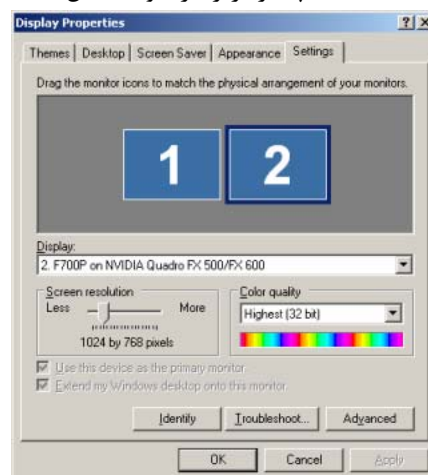 Display Properties
Themes Desktop Screen Saver Appearance Settings
Drag the monitor icons to match the physical arrangement of your monitors.
1 2
Display:
2. F700P on NVIDIA Quadro FX 500/FX 600
Screen resolution
Less More
1024 by 768 pixels
Color quality
Highest (32 bit)
Use this device as the primary monitor.
Extend my Windows desktop onto this monitor.
Identify Troubleshoot... Advanced
OK Cancel Apply